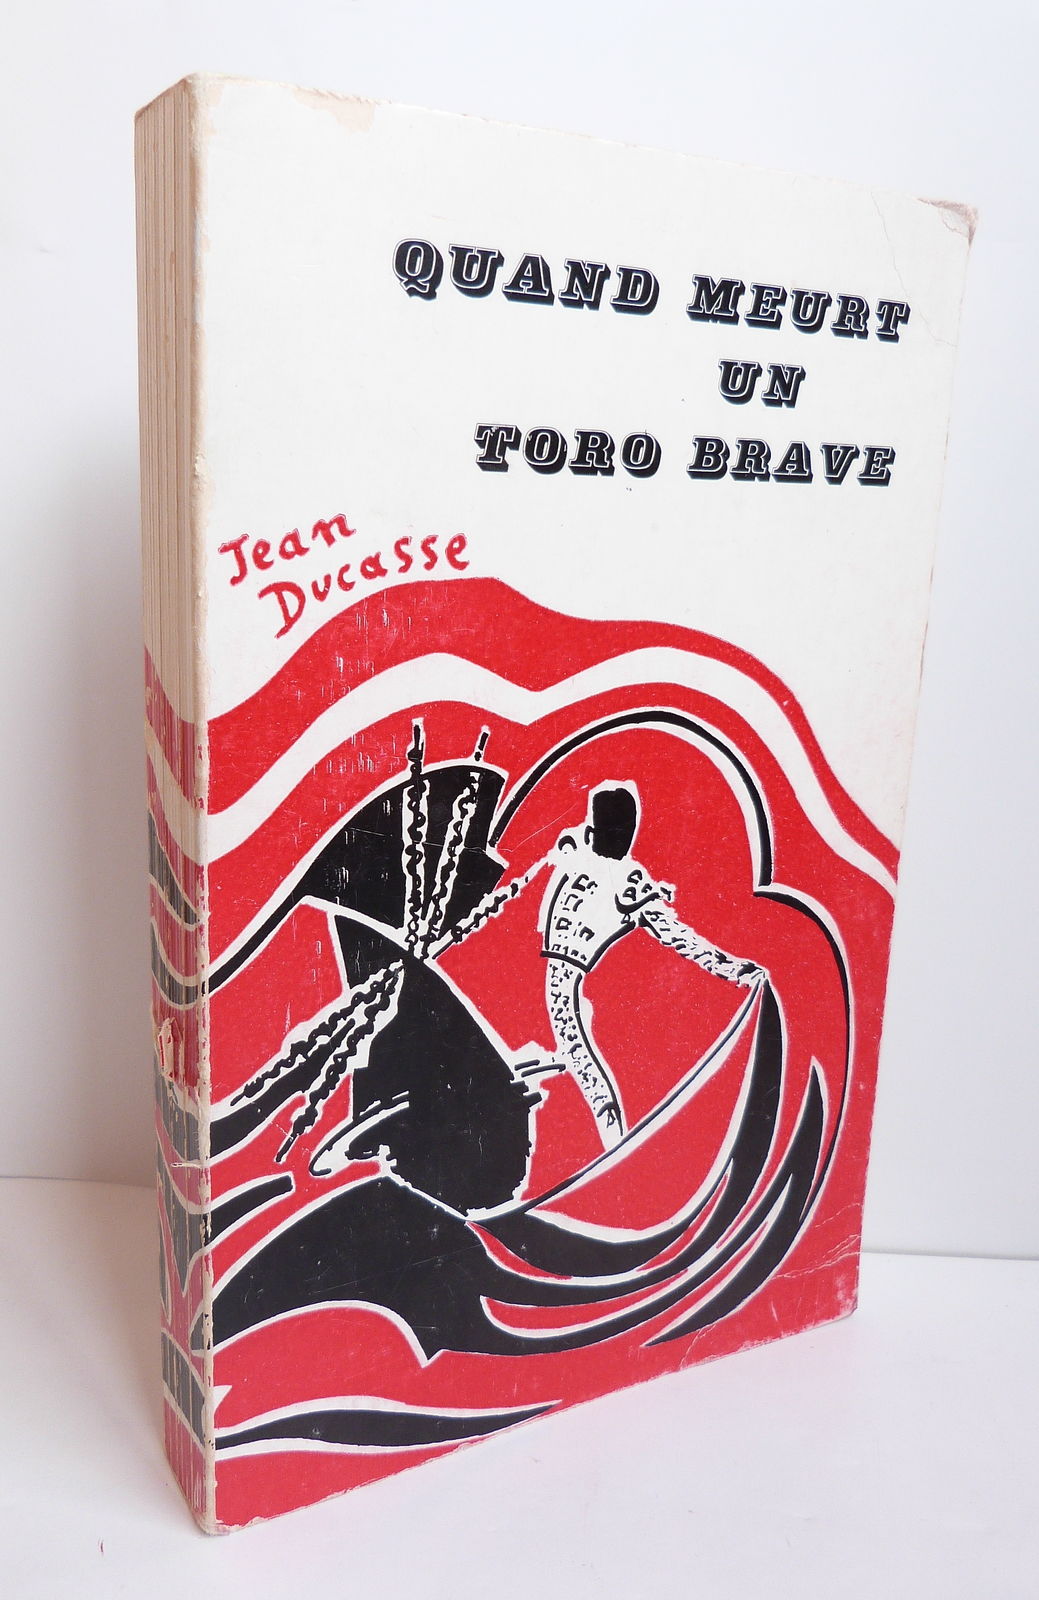 QUAND MEURT
UN
TORO BRAVE
Jean
Ducasse